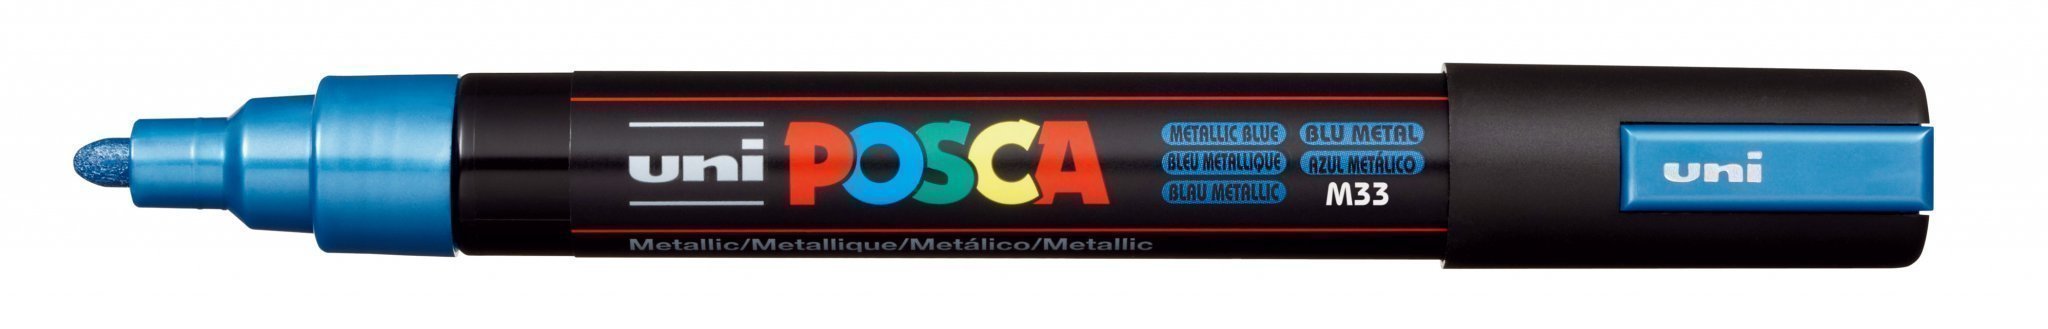 uni POSCA
METALLIC BLUE
BLEU METALLIQUE
BLAU METALLIC
BLU METAL
AZUL METÁLICO
M33
Metallic/Metallique/Metálico/Metallic
uni